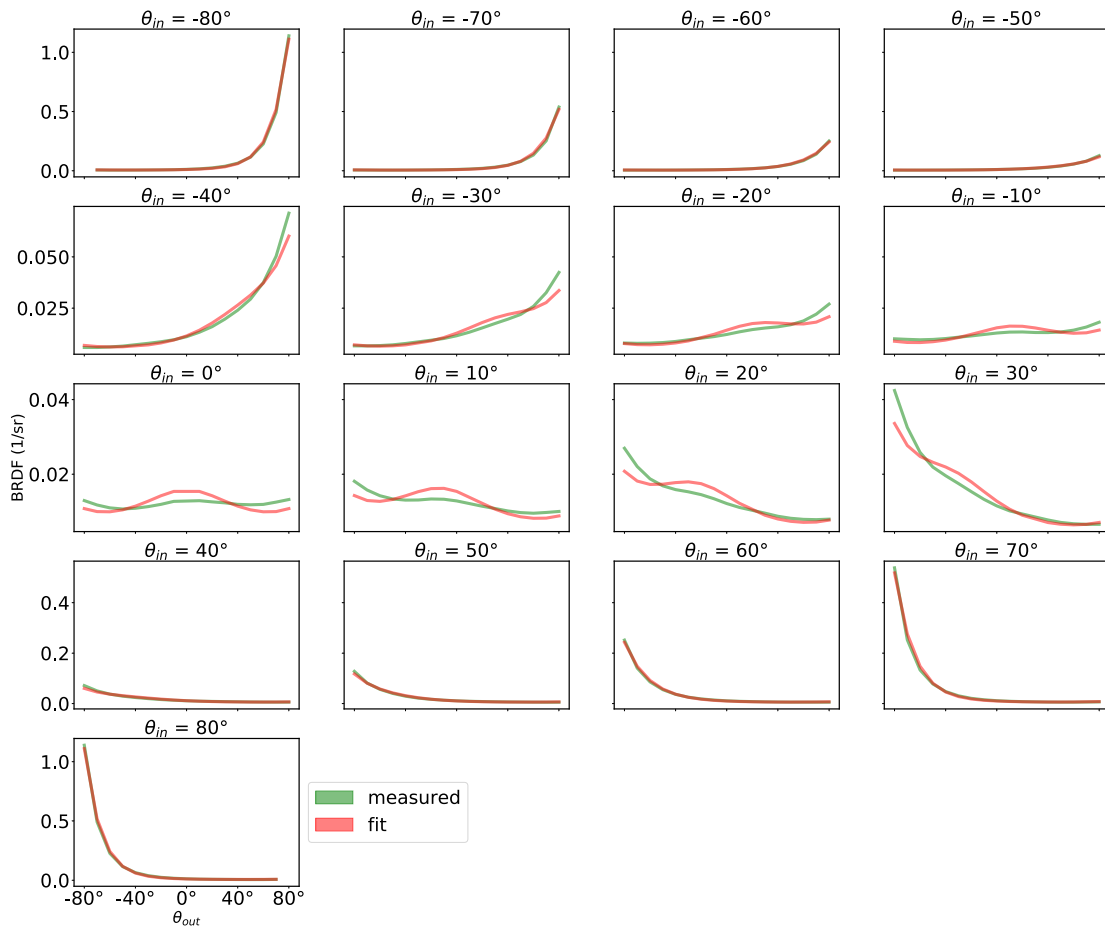 θin = -80° θin = -70° θin = -60° θin = -50°
1.0
0.5
0.0
θin = -40° θin = -30° θin = -20° θin = -10°
0.050
0.025
θin = 0° θin = 10° θin = 20° θin = 30°
0.04
0.02
BRDF (1/sr)
θin = 40° θin = 50° θin = 60° θin = 70°
0.4
0.2
0.0
θin = 80°
1.0
0.5
0.0
-80° -40° 0° 40° 80°
θout
measured
fit